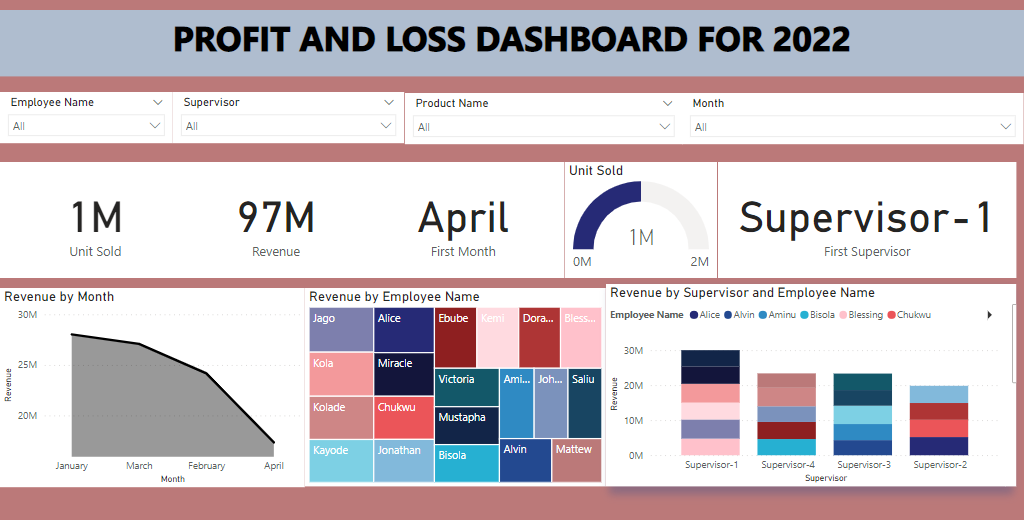 PROFIT AND LOSS DASHBOARD FOR 2022
Employee Name
All
Supervisor
All
Product Name
All
Month
All
1M
Unit Sold
97M
Revenue
April
First Month
Unit Sold
1M
0M
2M
Supervisor-1
First Supervisor
Revenue by Month
Revenue
30M
25M
20M
January
March
February
April
Month
Revenue by Employee Name
Jago
Alice
Ebube
Kemi
Dora...
Bless...
Kola
Miracle
Victoria
Ami...
Joh...
Saliu
Kolade
Chukwu
Mustapha
Kayode
Jonathan
Bisola
Alvin
Mattew
Revenue by Supervisor and Employee Name
Employee Name Alice Alvin Aminu Bisola Blessing Chukwu
Revenue
30M
20M
10M
0M
Supervisor-1
Supervisor-4
Supervisor-3
Supervisor-2
Supervisor